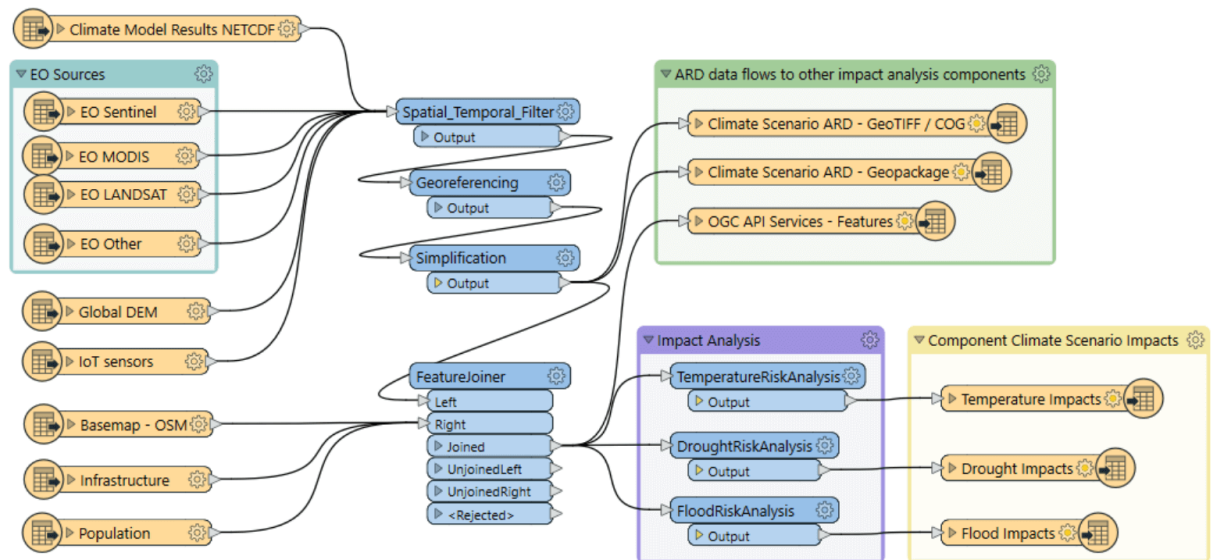 Climate Model Results NETCDF
EO Sources
EO Sentinel
EO MODIS
EO LANDSAT
EO Other
Global DEM
IoT sensors
Basemap - OSM
Infrastructure
Population
Spatial_Temporal_Filter
Output
Georeferencing
Output
Simplification
Output
FeatureJoiner
Left
Right
Joined
UnjoinedLeft
UnjoinedRight
<Rejected>
ARD data flows to other impact analysis components
Climate Scenario ARD - GeoTIFF / COG
Climate Scenario ARD - Geopackage
OGC API Services - Features
Impact Analysis
TemperatureRiskAnalysis
Output
DroughtRiskAnalysis
Output
FloodRiskAnalysis
Output
Component Climate Scenario Impacts
Temperature Impacts
Drought Impacts
Flood Impacts